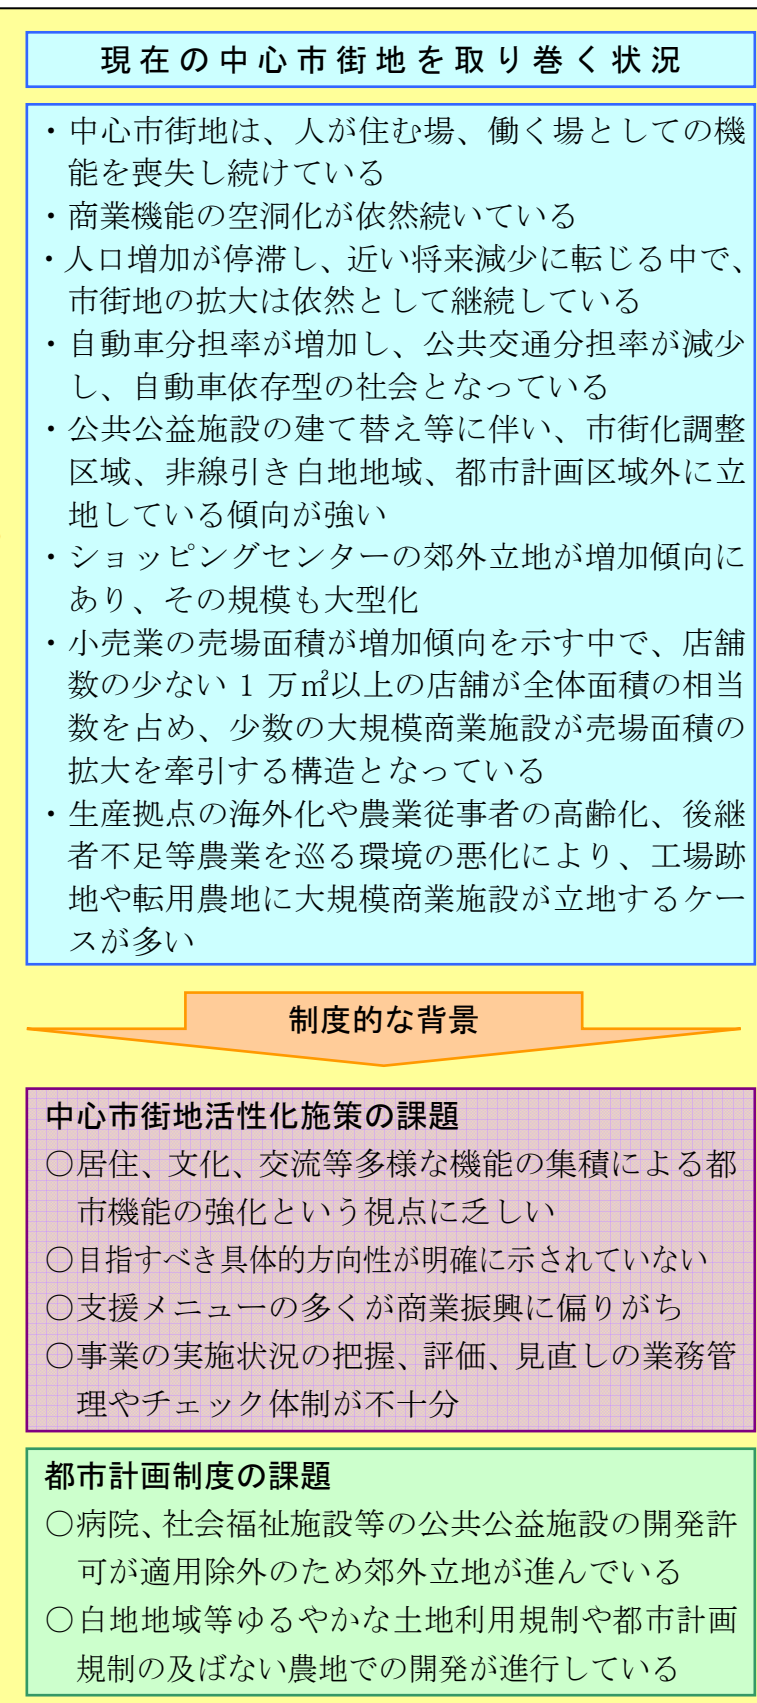 現在の中心市街地を取り巻く状況
・中心市街地は、人が住む場、働く場としての機
能を喪失し続けている
・商業機能の空洞化が依然続いている
・人口増加が停滞し、近い将来減少に転じる中で、
市街地の拡大は依然として継続している
・自動車分担率が増加し、公共交通分担率が減少
し、自動車依存型の社会となっている
・公共公益施設の建て替え等に伴い、市街化調整
区域、非線引き白地地域、都市計画区域外に立
地している傾向が強い
・ショッピングセンターの郊外立地が増加傾向に
あり、その規模も大型化
・小売業の売場面積が増加傾向を示す中で、店舗
数の少ない 1 万㎡以上の店舗が全体面積の相当
数を占め、少数の大規模商業施設が売場面積の
拡大を牽引する構造となっている
・生産拠点の海外化や農業従事者の高齢化、後継
者不足等農業を巡る環境の悪化により、工場跡
地や転用農地に大規模商業施設が立地するケー
スが多い
制度的な背景
中心市街地活性化施策の課題
○居住、文化、交流等多様な機能の集積による都
市機能の強化という視点に乏しい
○目指すべき具体的方向性が明確に示されていない
○支援メニューの多くが商業振興に偏りがち
○事業の実施状況の把握、評価、見直しの業務管
理やチェック体制が不十分
都市計画制度の課題
○病院、社会福祉施設等の公共公益施設の開発許
可が適用除外のため郊外立地が進んでいる
○白地地域等ゆるやかな土地利用規制や都市計画
規制の及ばない農地での開発が進行している